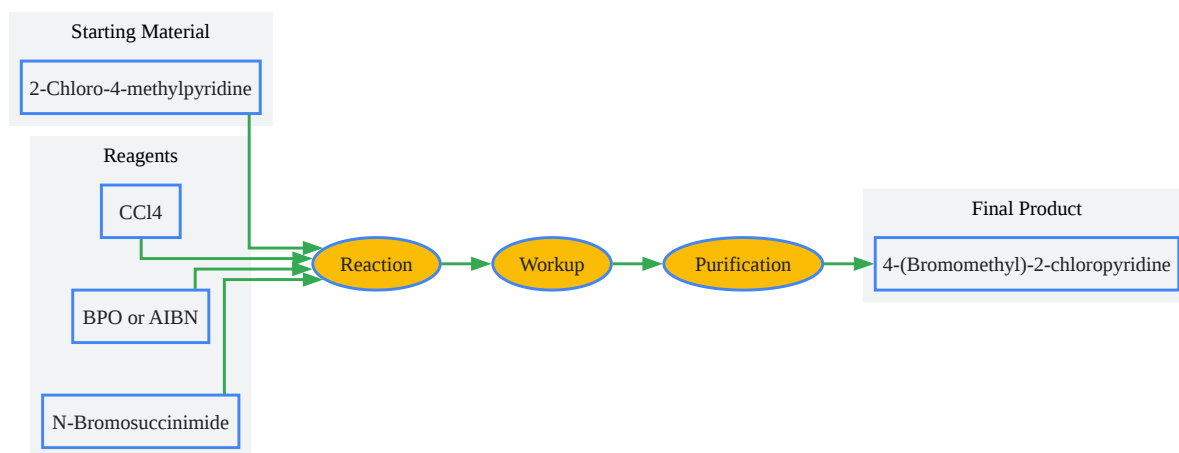 Starting Material
2-Chloro-4-methylpyridine
Reagents
CCl4
BPO or AIBN
N-Bromosuccinimide
Reaction
Workup
Purification
Final Product
4-(Bromomethyl)-2-chloropyridine